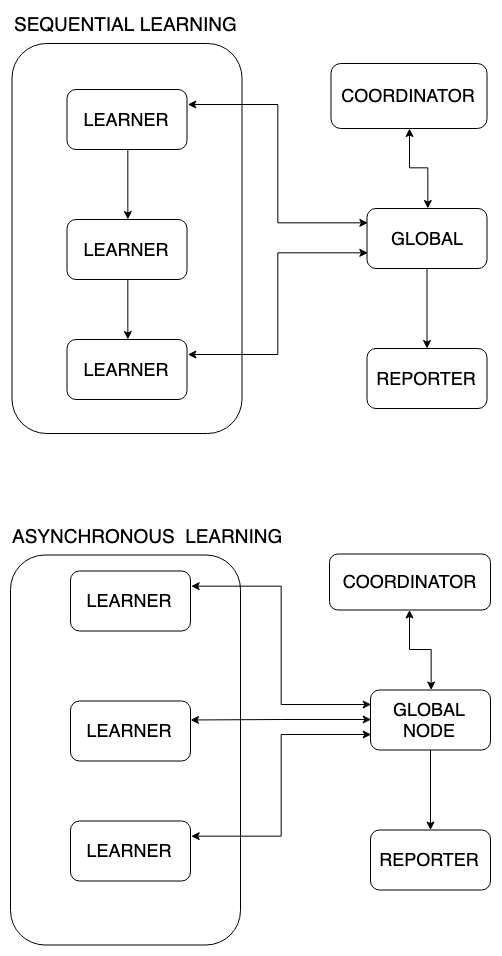 SEQUENTIAL LEARNING
LEARNER
COORDINATOR
LEARNER
GLOBAL
LEARNER
REPORTER
ASYNCHRONOUS LEARNING
LEARNER
COORDINATOR
LEARNER
GLOBAL
NODE
LEARNER
REPORTER